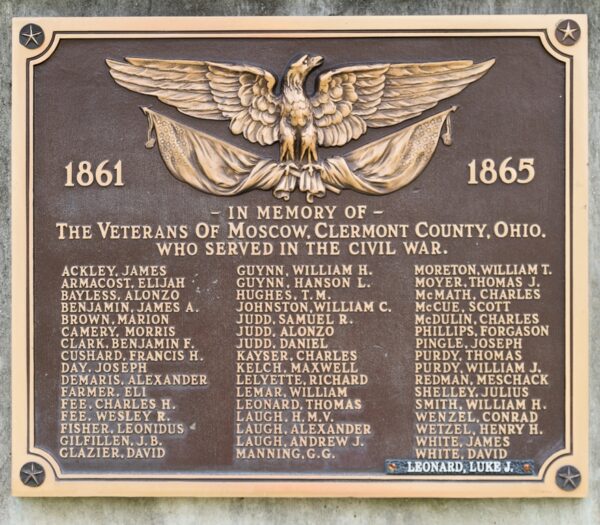 1861
1865
– IN MEMORY OF –
THE VETERANS OF MOSCOW, CLERMONT COUNTY, OHIO.
WHO SERVED IN THE CIVIL WAR.
ACKLEY, JAMES
ARMACOST, ELIJAH
BAYLESS, ALONZO
BENJAMIN, JAMES A.
BROWN, MARION
CAMERY, MORRIS
CLARK, BENJAMIN F.
CUSHARD, FRANCIS H.
DAY, JOSEPH
DEMARIS, ALEXANDER
FARMER, ELI
FEE, CHARLES H.
FEE, WESLEY R.
FISHER, LEONIDUS
GILFILLEN, J.B.
GLAZIER, DAVID
GUYNN, WILLIAM H.
GUYNN, HANSON L.
HUGHES, T.M.
JOHNSTON, WILLIAM C.
JUDD, SAMUEL R.
JUDD, ALONZO
JUDD, DANIEL
KAYSER, CHARLES
KELCH, MAXWELL
LELYETTE, RICHARD
LEMAR, WILLIAM
LEONARD, THOMAS
LAUGH, H.W.V.
LAUGH, ALEXANDER
LAUGH, ANDREW J.
MANNING, G.G.
MORETON, WILLIAM T.
MOYER, THOMAS J.
McMATH, CHARLES
McCUE, SCOTT
McDULIN, CHARLES
PHILLIPS, FORGASON
PINGLE, JOSEPH
PURDY, THOMAS
PURDY, WILLIAM J.
REDMAN, MESCHACK
SHELLEY, JULIUS
SMITH, WILLIAM H.
WENZEL, CONRAD
WETZEL, HENRY H.
WHITE, JAMES
WHITE, DAVID
LEONARD, LUKE J.